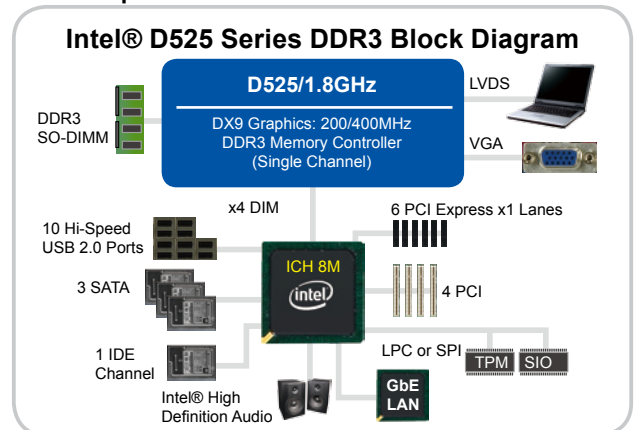 Intel® D525 Series DDR3 Block Diagram
D525/1.8GHz
DX9 Graphics: 200/400MHz
DDR3 Memory Controller
(Single Channel)
DDR3
SO-DIMM
LVDS
VGA
x4 DIM
10 Hi-Speed
USB 2.0 Ports
6 PCI Express x1 Lanes
ICH 8M
intel
3 SATA
4 PCI
1 IDE
Channel
LPC or SPI
TPM
SIO
Intel® High
Definition Audio
GbE
LAN